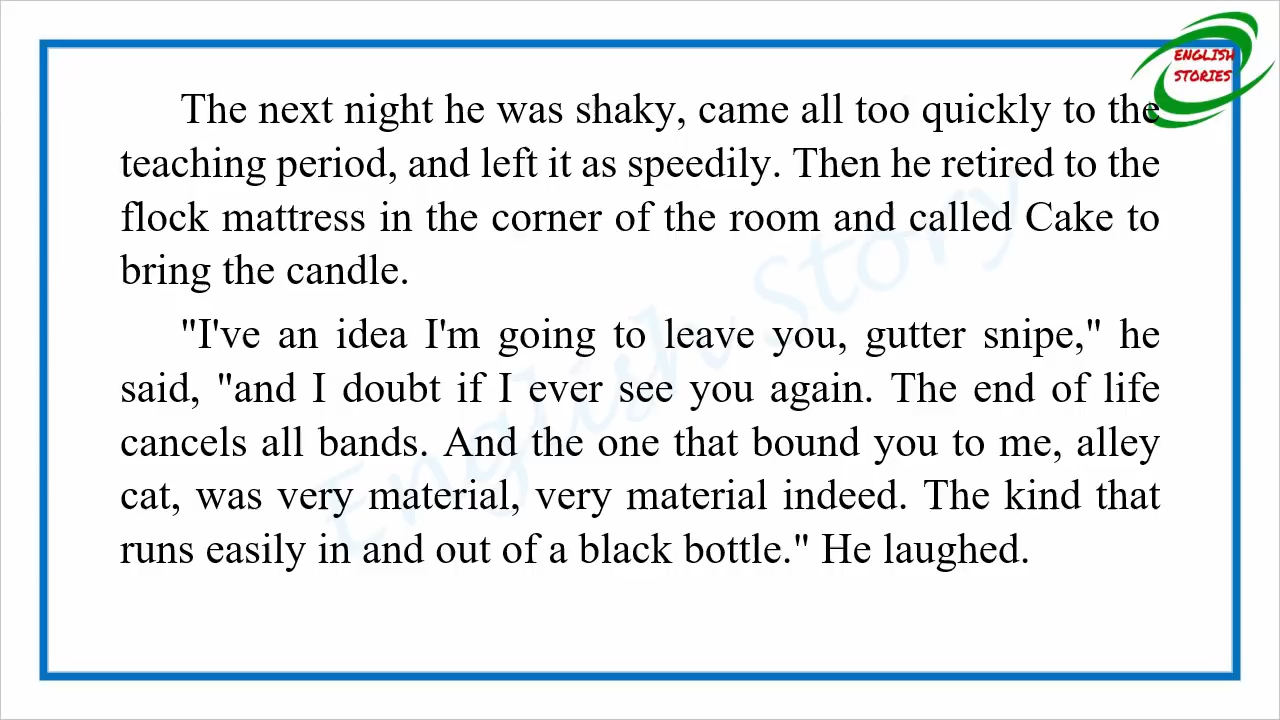 ENGLISH
STORIES
The next night he was shaky, came all too quickly to the
teaching period, and left it as speedily. Then he retired to the
flock mattress in the corner of the room and called Cake to
bring the candle.
"I've an idea I'm going to leave you, gutter snipe," he
said, "and I doubt if I ever see you again. The end of life
cancels all bands. And the one that bound you to me, alley
cat, was very material, very material indeed. The kind that
runs easily in and out of a black bottle." He laughed.
English Story